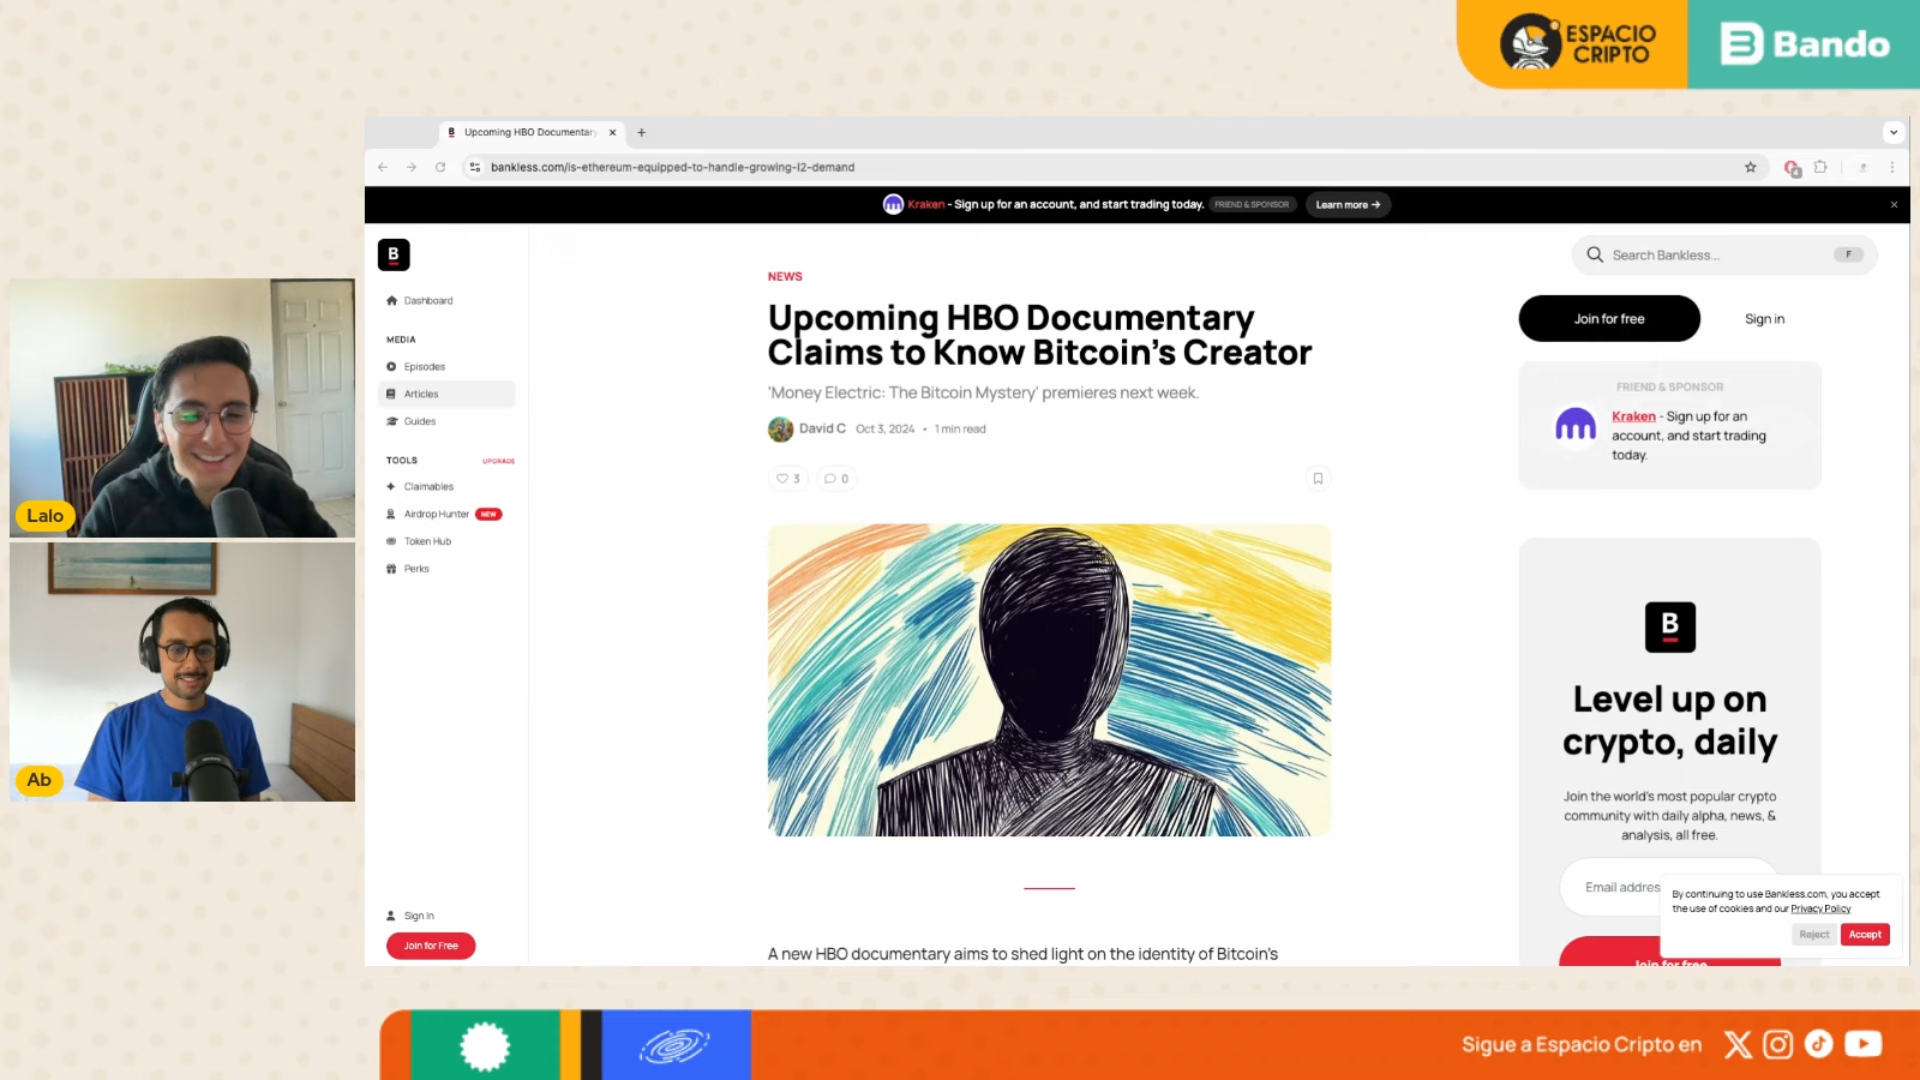 ESPACIO
CRIPTO
Bando
Upcoming HBO Documentary
bankless.com/is-ethereum-equipped-to-handle-growing-l2-demand
Kraken - Sign up for an account, and start trading today. FRIEND & SPONSOR Learn more →
B
Dashboard
MEDIA
Episodes
Articles
Guides
TOOLS UPGRADE
Claimables
Airdrop Hunter NEW
Token Hub
Perks
Sign In
Join for Free
NEWS
Upcoming HBO Documentary
Claims to Know Bitcoin's Creator
'Money Electric: The Bitcoin Mystery' premieres next week.
David C Oct 3, 2024 • 1 min read
3 0
A new HBO documentary aims to shed light on the identity of Bitcoin's
Search Bankless... F
Join for free Sign in
FRIEND & SPONSOR
Kraken - Sign up for an
account, and start trading
today.
B
Level up on
crypto, daily
Join the world's most popular crypto
community with daily alpha, news, &
analysis, all free.
Email addres
Join for free
By continuing to use Bankless.com, you accept
the use of cookies and our Privacy Policy
Reject Accept
Lalo
Ab
Sigue a Espacio Cripto en